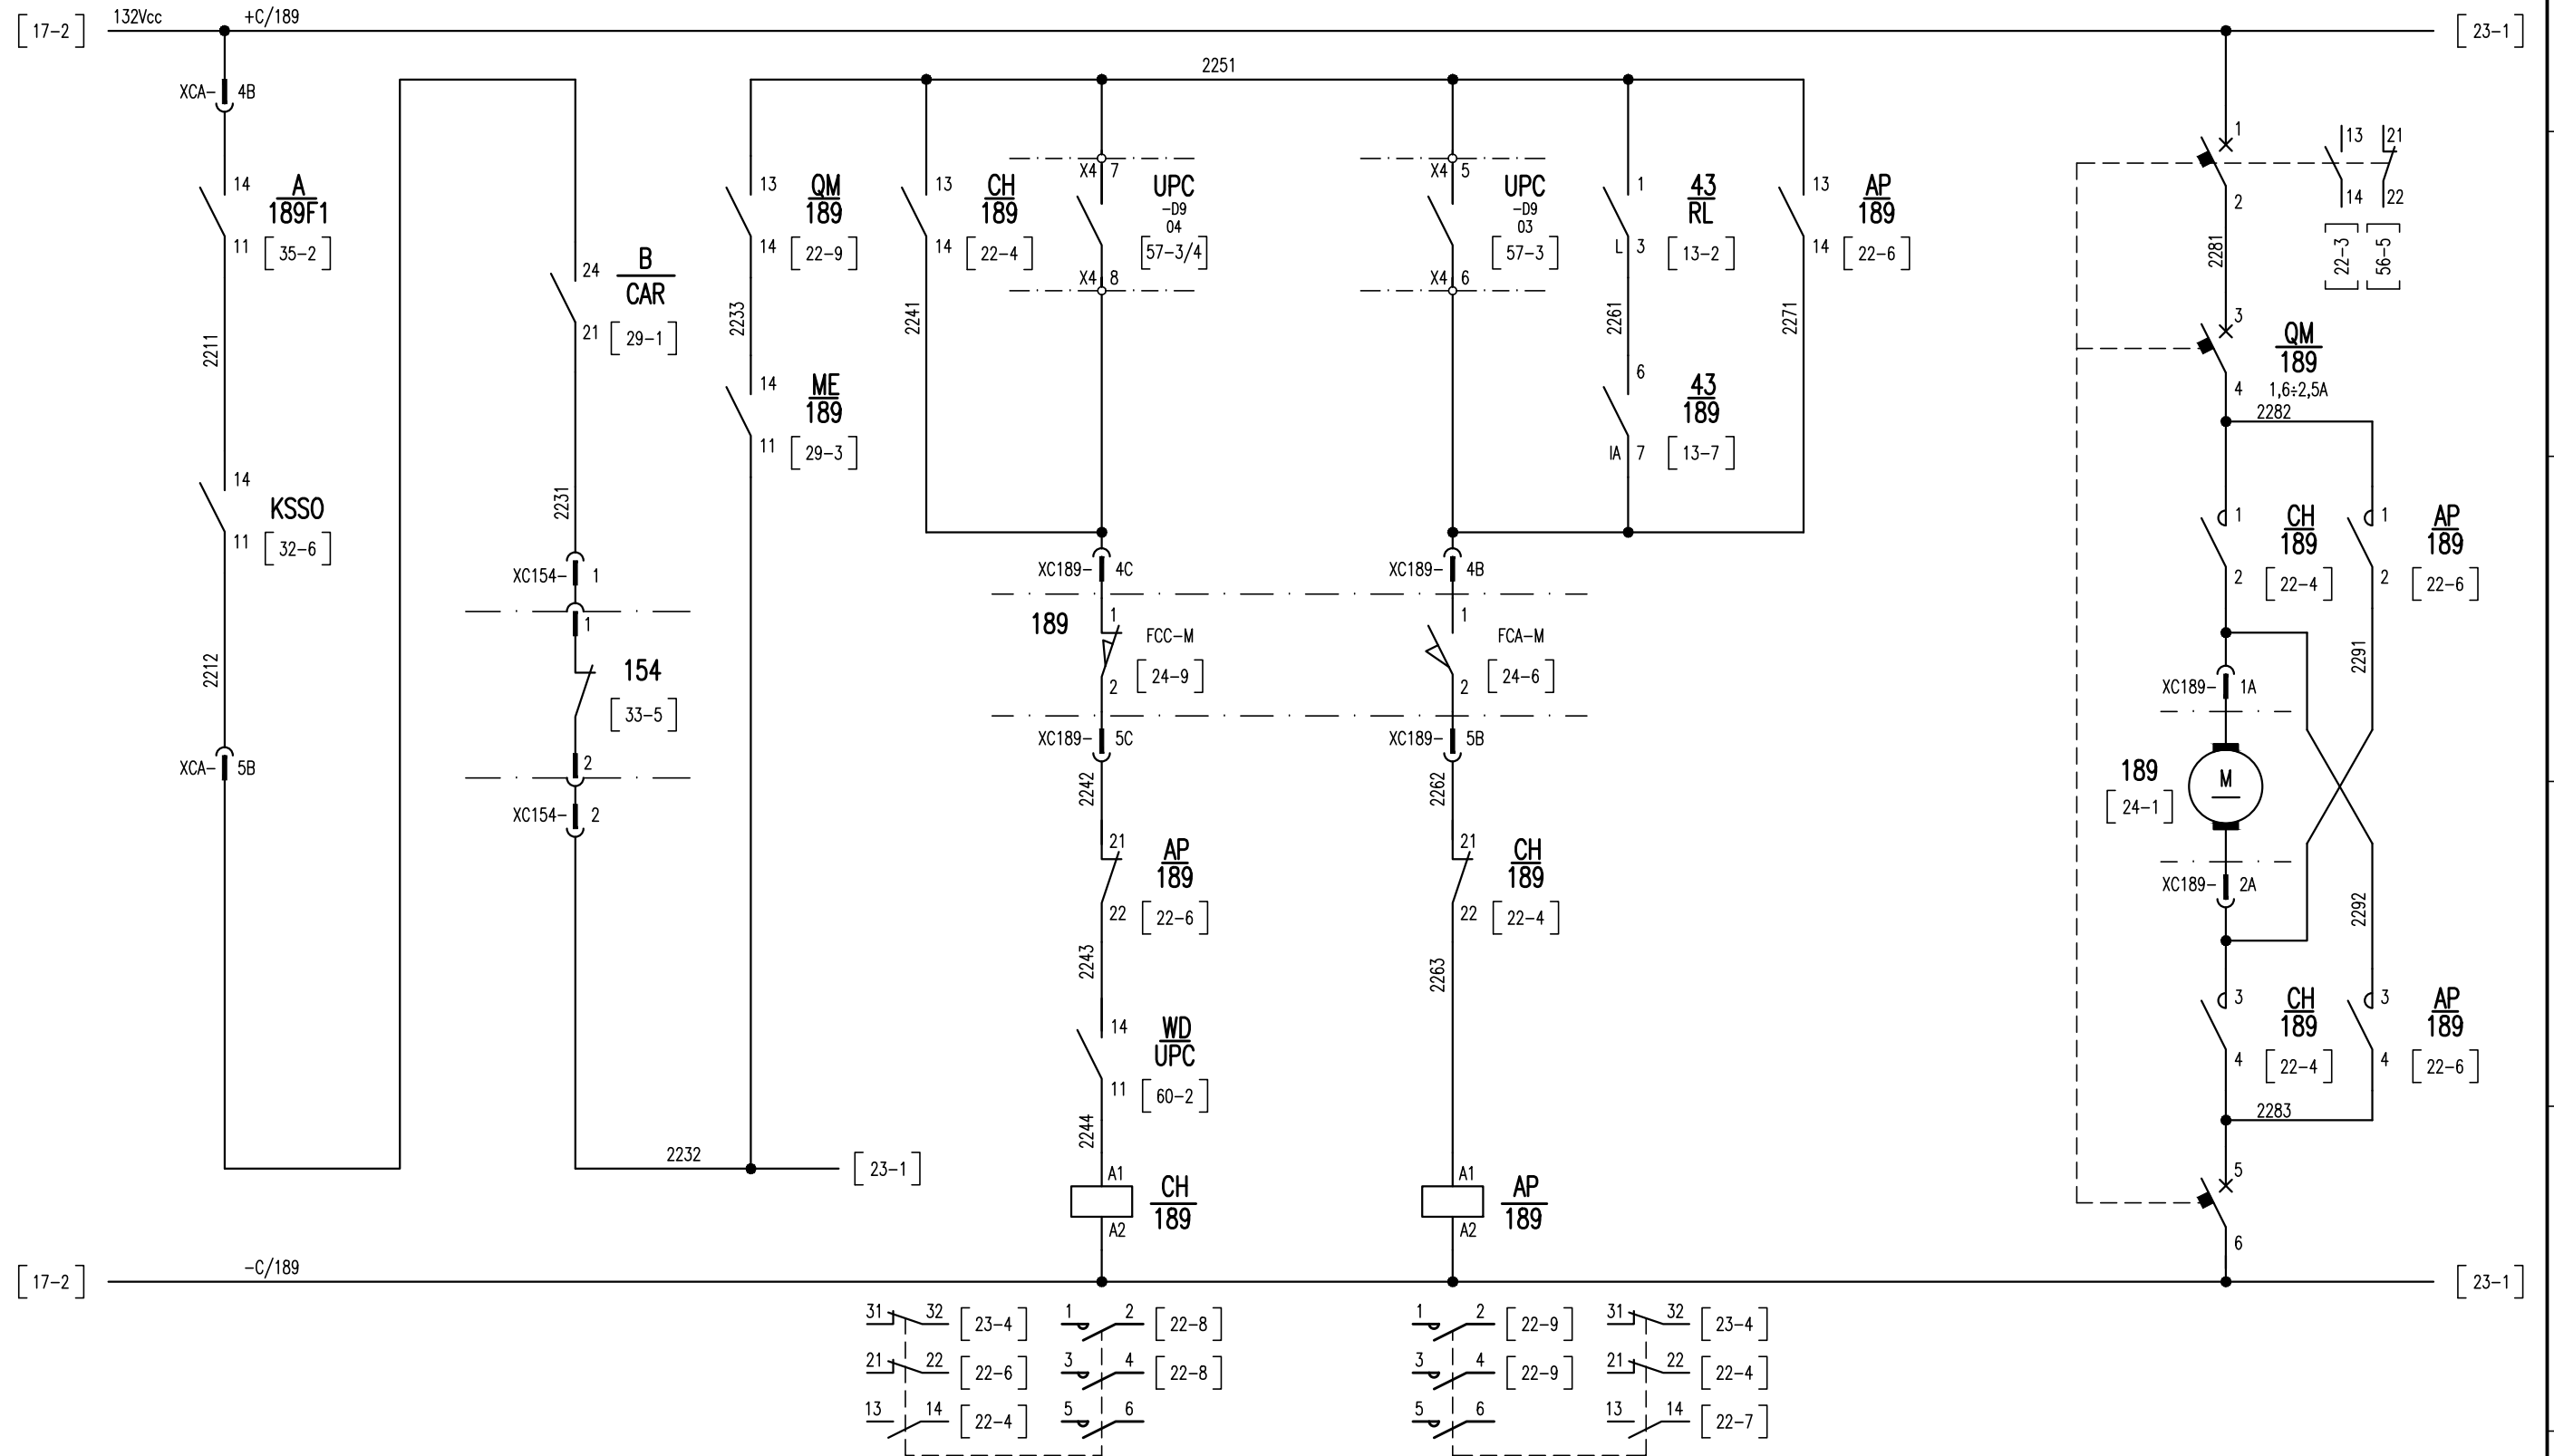 [17-2] 132Vcc +C/189 [23-1]
2251
XCA- 4B
14 A 189F1
11 [35-2]
2211
14 KSSO
11 [32-6]
2212
XCA- 5B
24 B CAR
21 [29-1]
2231
XC154- 1
1
154
[33-5]
2
XC154- 2
2232 [23-1]
13 QM 189
14 [22-9]
2233
14 ME 189
11 [29-3]
13 CH 189
14 [22-4]
2241
X4 7 UPC
-D9
04
[57-3/4]
X4 8
XC189- 4C
189
1 FCC-M
2 [24-9]
XC189- 5C
2242
21 AP 189
22 [22-6]
2243
14 WD UPC
11 [60-2]
2244
A1 CH 189
A2
X4 5 UPC
-D9
03
[57-3]
X4 6
1 43 RL
L 3 [13-2]
2261
6 43 189
IA 7 [13-7]
13 AP 189
14 [22-6]
2271
XC189- 4B
1 FCA-M
2 [24-6]
XC189- 5B
2262
21 CH 189
22 [22-4]
2263
A1 AP 189
A2
1
2
13 21
14 22
[22-3] [56-5]
2281
3 QM 189
4 1,6÷2,5A
2282
1 CH 189
2 [22-4]
1 AP 189
2 [22-6]
2291
XC189- 1A
189 M
[24-1]
XC189- 2A
2292
3 CH 189
4 [22-4]
3 AP 189
4 [22-6]
2283
5
6
[17-2] -C/189 [23-1]
31 32 [23-4] 1 2 [22-8] 1 2 [22-9] 31 32 [23-4]
21 22 [22-6] 3 4 [22-8] 3 4 [22-9] 21 22 [22-4]
13 14 [22-4] 5 6 5 6 13 14 [22-7]